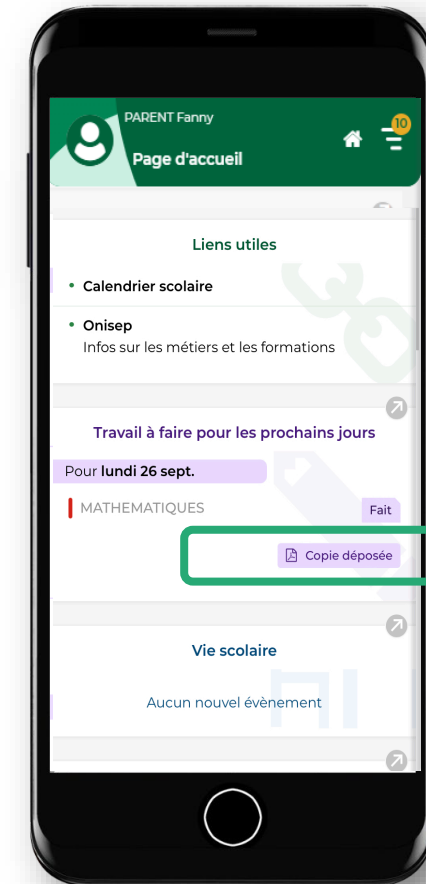 PARENT Fanny
10
Page d'accueil
Liens utiles
Calendrier scolaire
Onisep
Infos sur les métiers et les formations
Travail à faire pour les prochains jours
Pour lundi 26 sept.
MATHEMATIQUES
Fait
Copie déposée
Vie scolaire
Aucun nouvel évènement